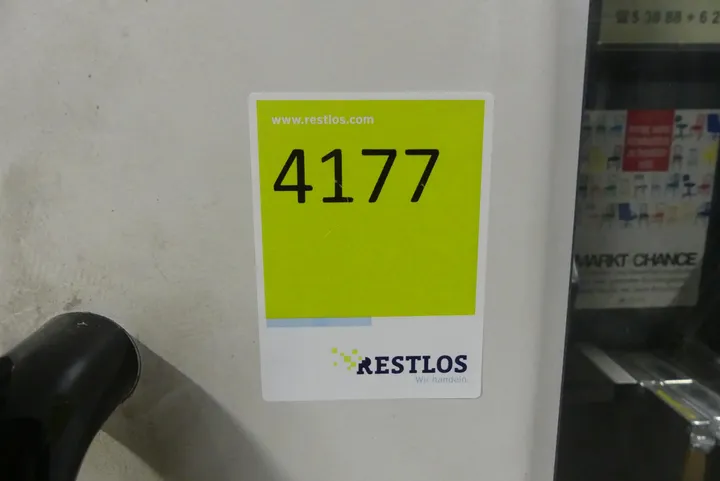 www.restlos.com
4177
RESTLOS
Wir handeln.
MARKT CHANCE